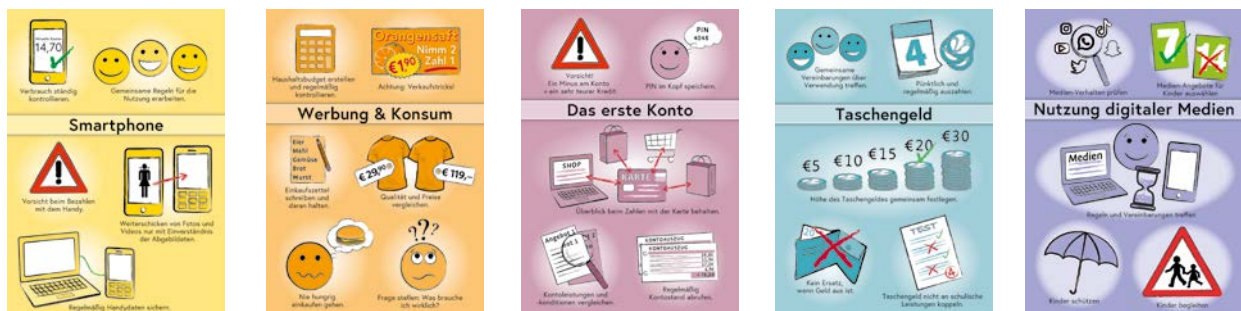 Aktuelle Kosten
14,70
Verbrauch ständig
kontrollieren.
Gemeinsame Regeln für die
Nutzung erarbeiten.
Smartphone
Vorsicht beim Bezahlen
mit dem Handy.
Weiterschicken von Fotos und
Videos nur mit Einverständnis
der Abgebildeten.
Regelmäßig Handydaten sichern.
Haushaltsbudget erstellen
und regelmäßig
kontrollieren.
Orangensaft
Nimm 2
Zahl 1
€1,90
Achtung: Verkaufstricks!
Werbung & Konsum
Eier
Mehl
Gemüse
Brot
Wurst
Einkaufszettel
schreiben und
daran halten.
€ 29,90
€ 119,-
Qualität und Preise
vergleichen.
Nie hungrig
einkaufen gehen.
???
Frage stellen: Was brauche
ich wirklich?
Vorsicht!
Ein Minus am Konto
= ein sehr teurer Kredit.
PIN
4046
PIN im Kopf speichern.
Das erste Konto
SHOP
KARTE
Überblick beim Zahlen mit der Karte behalten.
Angebot 2
bot 1
Kontoleistungen und
-konditionen vergleichen
KONTOAUSZUG
KONTOAUSZUG
Regelmäßig
Kontostand abrufen.
Gemeinsame
Vereinbarungen über
Verwendung treffen.
4
Pünktlich und
regelmäßig auszahlen.
Taschengeld
€5
€10
€15
€20
€30
Höhe des Taschengeldes gemeinsam festlegen.
20
Kein Ersatz,
wenn Geld aus ist.
TEST
4
Taschengeld nicht an schulische
Leistungen koppeln.
Medien-Verhalten prüfen
7
14
Medien-Angebote für
Kinder auswählen
Nutzung digitaler Medien
Medien
Regeln und Vereinbarungen treffen
Kinder schützen
Kinder begleiten